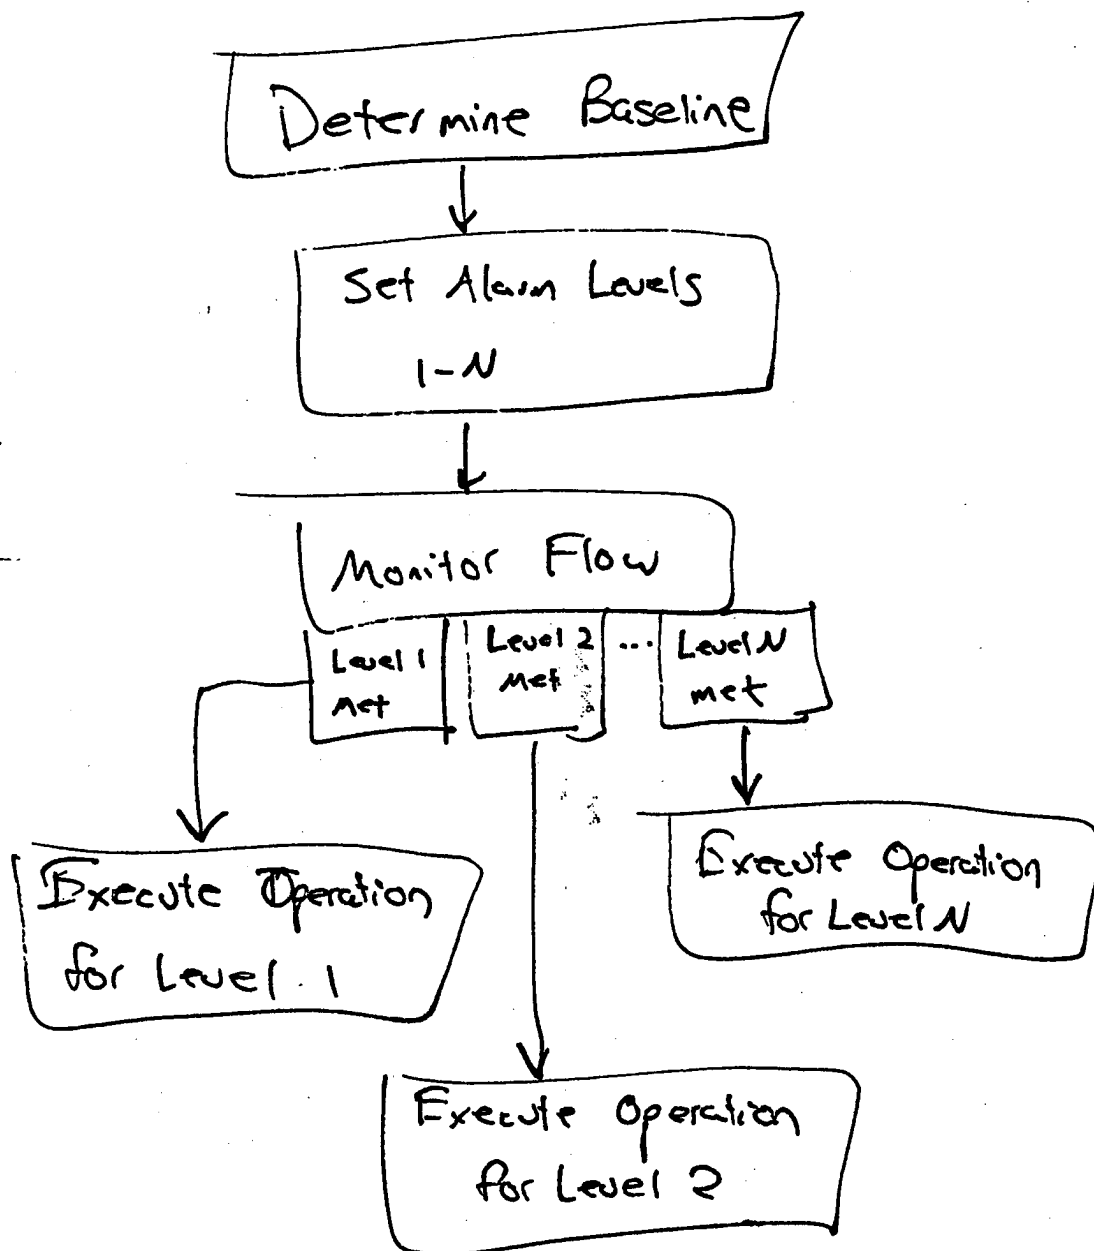 Determine Baseline
Set Alarm Levels
1-N
Monitor Flow
Level 1
Met
Level 2
Met
...
Level N
met
Execute Operation
for Level 1
Execute Operation
for Level N
Execute Operation
for Level 2